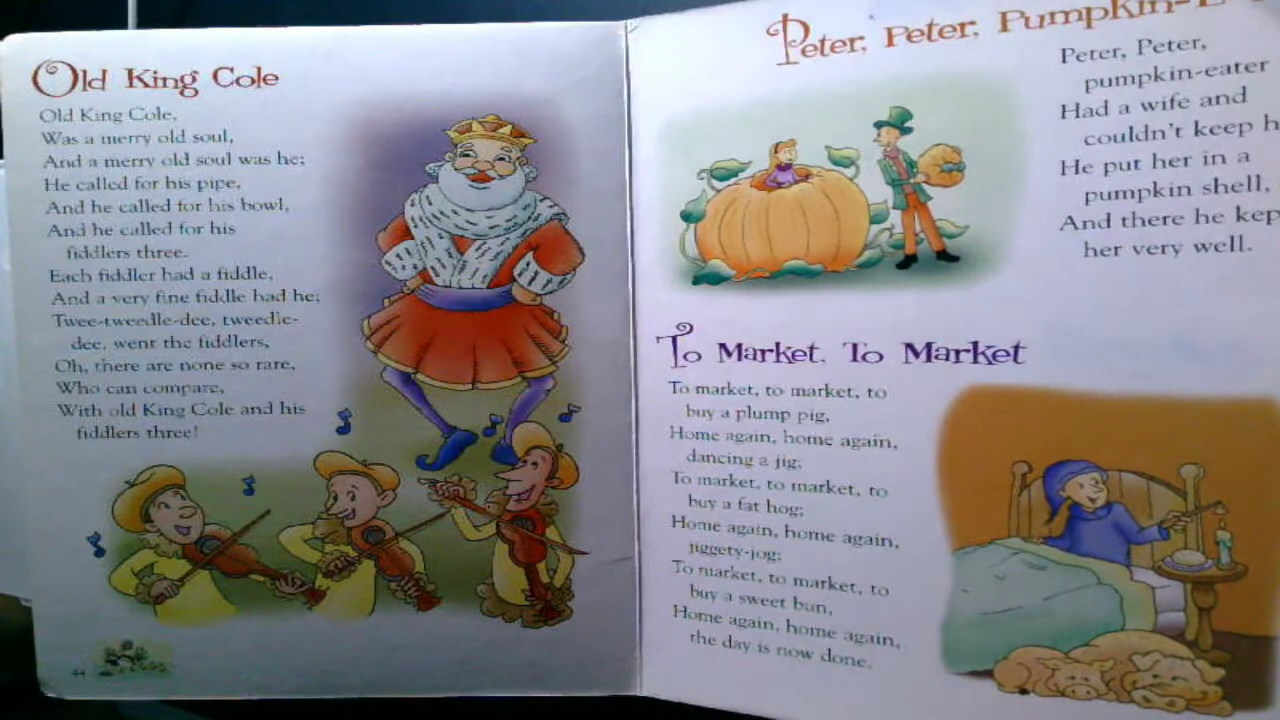 Old King Cole
Old King Cole,
Was a merry old soul,
And a merry old soul was he;
He called for his pipe,
And he called for his bowl,
And he called for his
fiddlers three.
Each fiddler had a fiddle,
And a very fine fiddle had he;
Twee-tweedle-dee, tweedle-
dee, went the fiddlers,
Oh, there are none so rare,
Who can compare,
With old King Cole and his
fiddlers three!
44
Peter, Peter, Pumpkin-E
Peter, Peter,
pumpkin-eater
Had a wife and
couldn't keep h
He put her in a
pumpkin shell,
And there he kep
her very well.
To Market, To Market
To market, to market, to
buy a plump pig,
Home again, home again,
dancing a jig;
To market, to market, to
buy a fat hog;
Home again, home again,
jiggety-jog;
To market, to market, to
buy a sweet bun,
Home again, home again,
the day is now done.